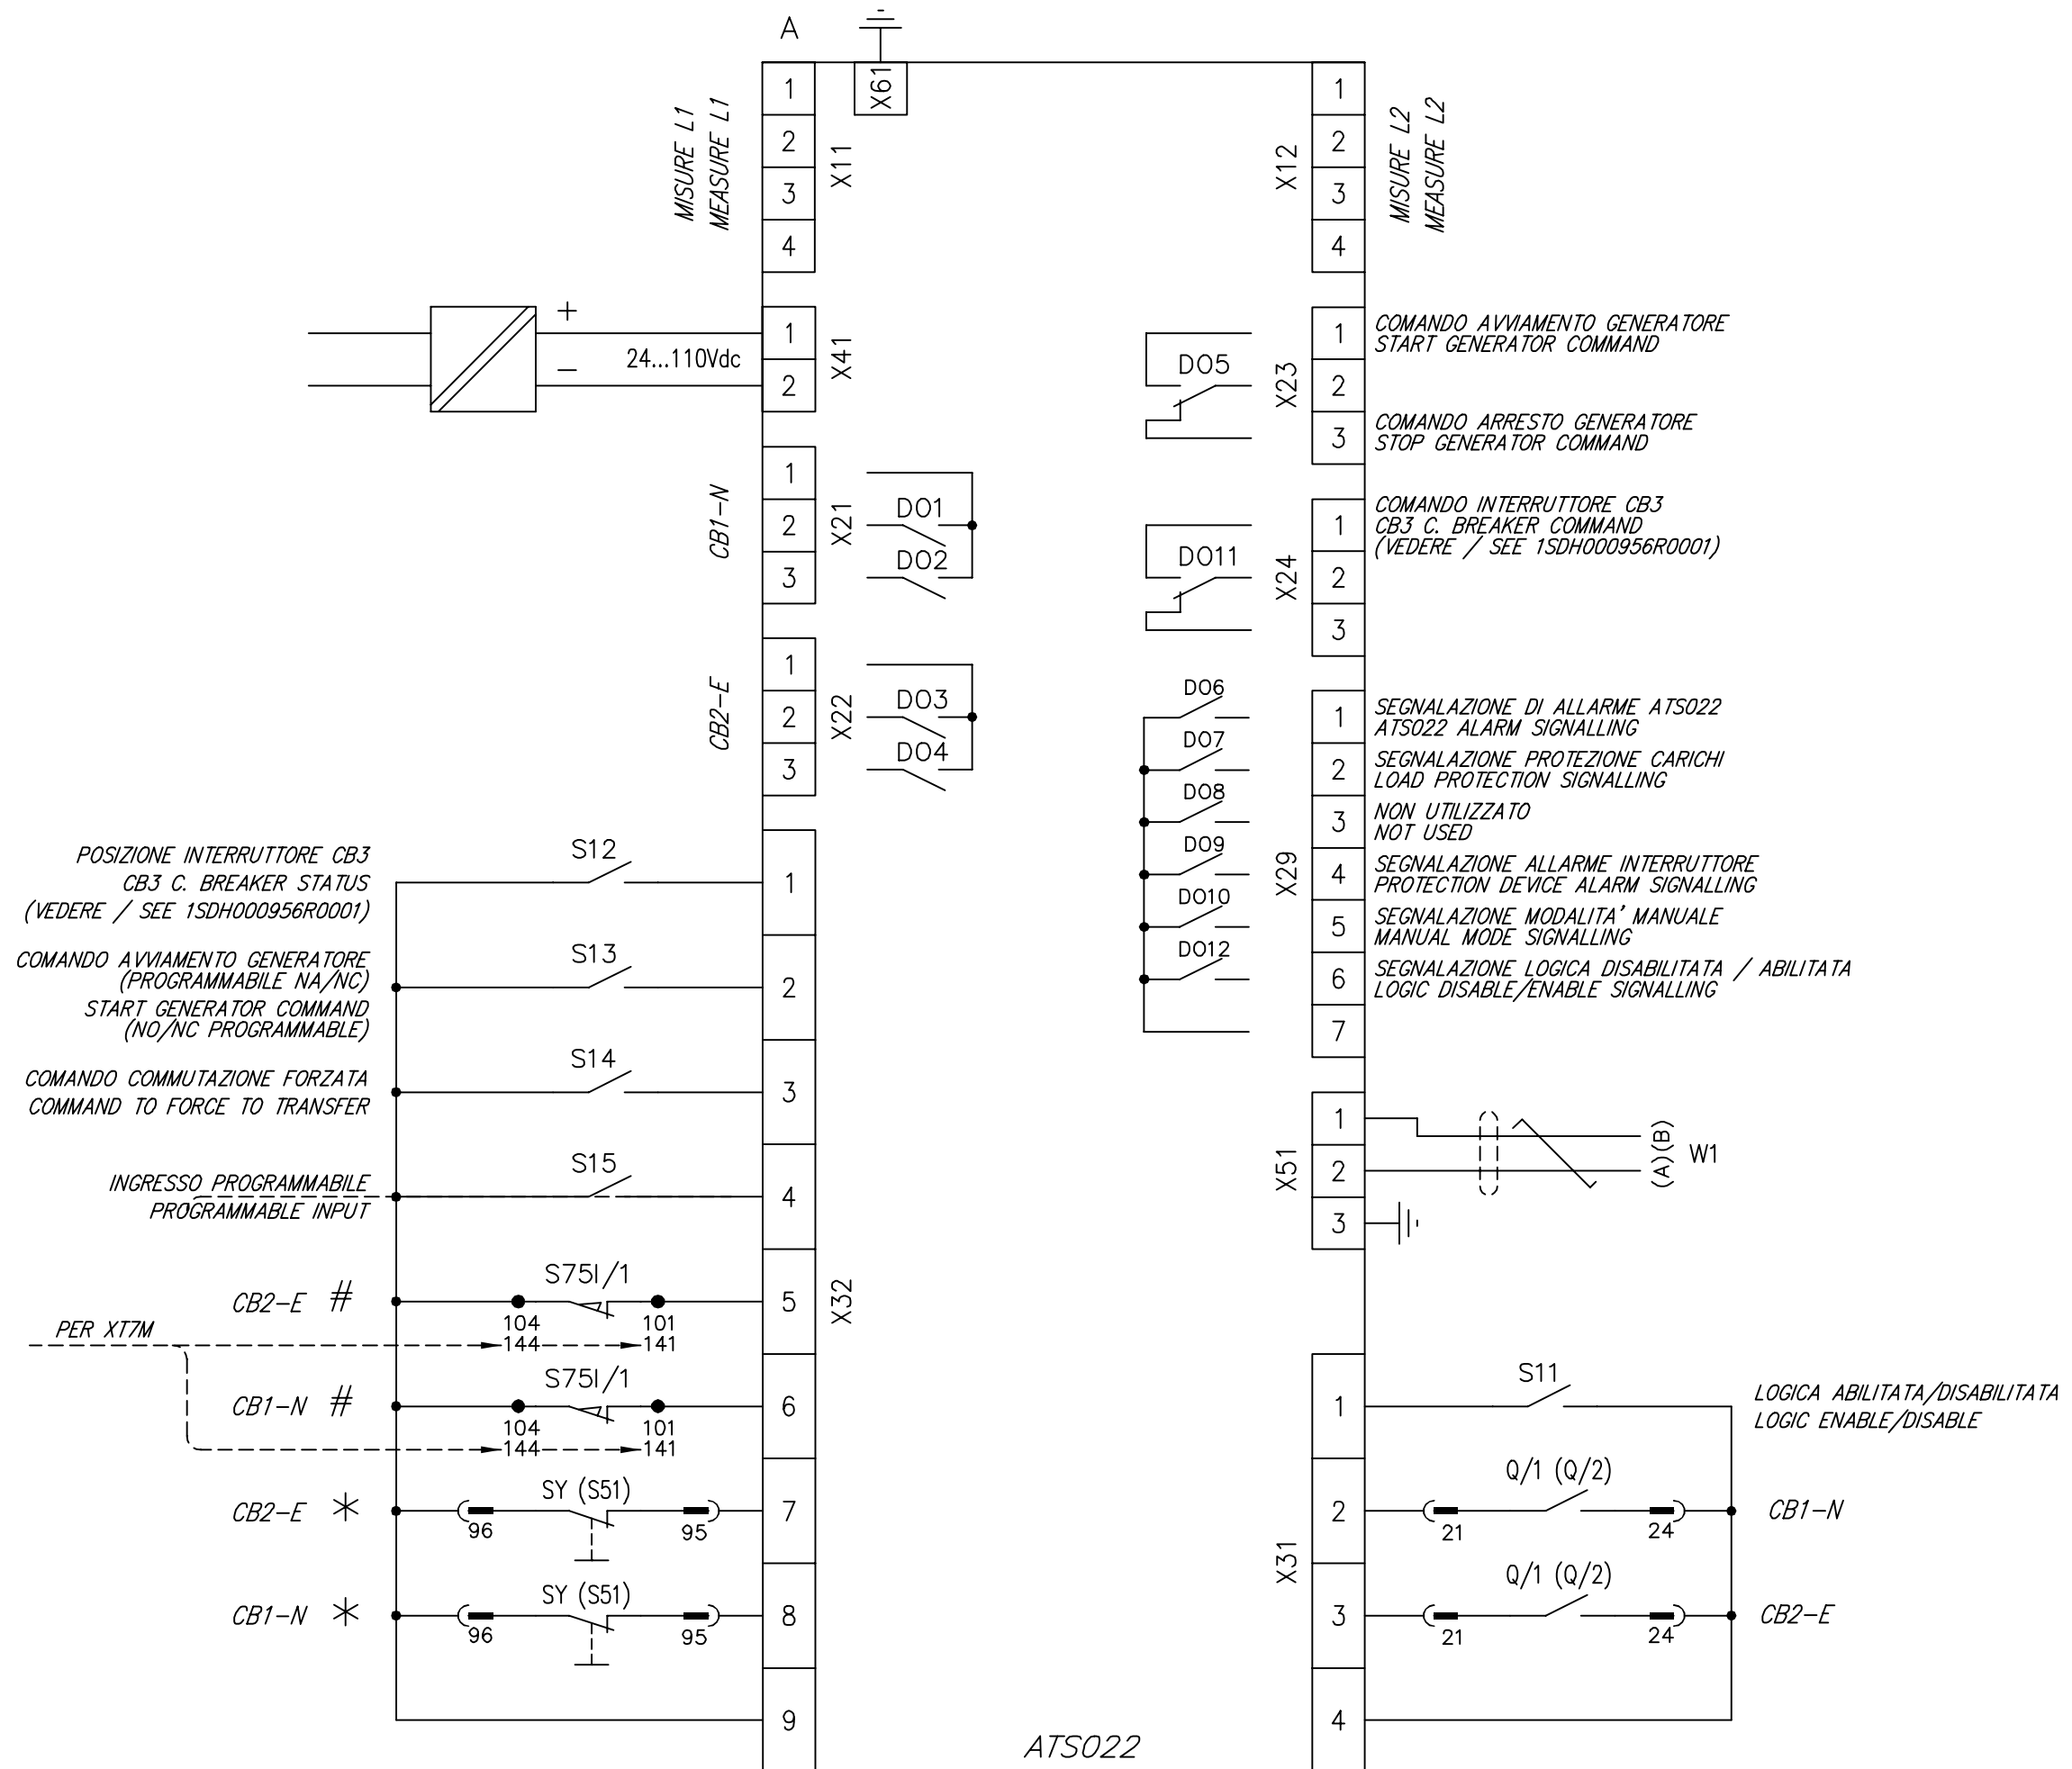 A
X61
MISURE L1
MEASURE L1
1
2
3
4
X11
+
24...110Vdc
−
1
2
X41
CB1-N
1
2
3
X21
DO1
DO2
CB2-E
1
2
3
X22
DO3
DO4
POSIZIONE INTERRUTTORE CB3
CB3 C. BREAKER STATUS
(VEDERE / SEE 1SDH000956R0001)
S12
1
COMANDO AVVIAMENTO GENERATORE
(PROGRAMMABILE NA/NC)
START GENERATOR COMMAND
(NO/NC PROGRAMMABLE)
S13
2
COMANDO COMMUTAZIONE FORZATA
COMMAND TO FORCE TO TRANSFER
S14
3
INGRESSO PROGRAMMABILE
PROGRAMMABLE INPUT
S15
4
X32
CB2-E #
S75I/1
104
101
5
PER XT7M
144
141
CB1-N #
S75I/1
104
101
6
144
141
CB2-E *
SY (S51)
96
95
7
CB1-N *
SY (S51)
96
95
8
9
ATS022
X12
1
2
3
4
MISURE L2
MEASURE L2
DO5
X23
1
2
3
COMANDO AVVIAMENTO GENERATORE
START GENERATOR COMMAND
COMANDO ARRESTO GENERATORE
STOP GENERATOR COMMAND
DO11
X24
1
2
3
COMANDO INTERRUTTORE CB3
CB3 C. BREAKER COMMAND
(VEDERE / SEE 1SDH000956R0001)
X29
DO6
1
SEGNALAZIONE DI ALLARME ATS022
ATS022 ALARM SIGNALLING
DO7
2
SEGNALAZIONE PROTEZIONE CARICHI
LOAD PROTECTION SIGNALLING
DO8
3
NON UTILIZZATO
NOT USED
DO9
4
SEGNALAZIONE ALLARME INTERRUTTORE
PROTECTION DEVICE ALARM SIGNALLING
DO10
5
SEGNALAZIONE MODALITA' MANUALE
MANUAL MODE SIGNALLING
DO12
6
SEGNALAZIONE LOGICA DISABILITATA / ABILITATA
LOGIC DISABLE/ENABLE SIGNALLING
7
X51
1
2
3
(B)
(A)
W1
X31
1
S11
LOGICA ABILITATA/DISABILITATA
LOGIC ENABLE/DISABLE
2
Q/1 (Q/2)
21
24
CB1-N
3
Q/1 (Q/2)
21
24
CB2-E
4